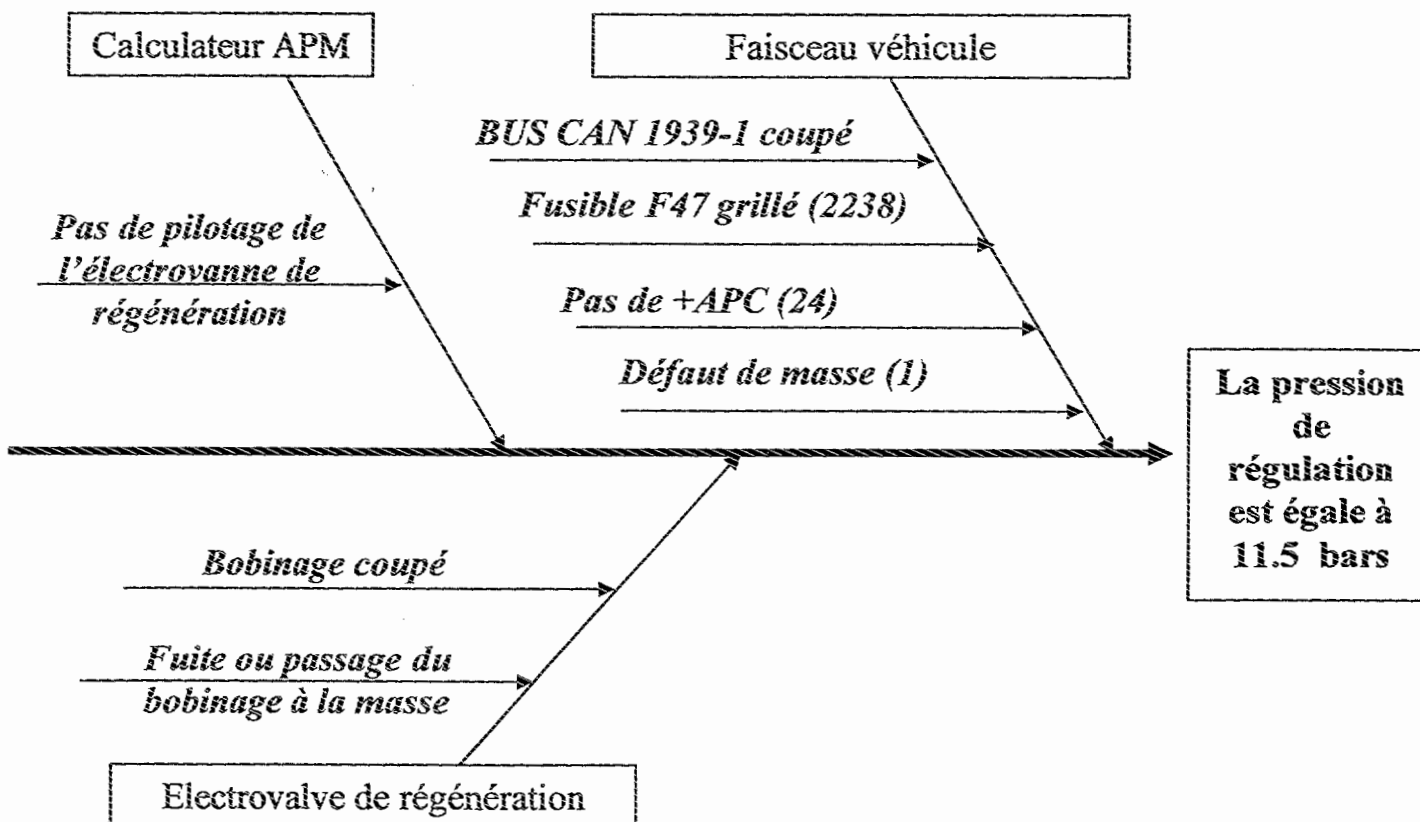 Calculateur APM
Faisceau véhicule
BUS CAN 1939-1 coupé
Fusible F47 grillé (2238)
Pas de +APC (24)
Défaut de masse (1)
Pas de pilotage de
l'électrovanne de
régénération
La pression
de
régulation
est égale à
11.5 bars
Bobinage coupé
Fuite ou passage du
bobinage à la masse
Electrovalve de régénération